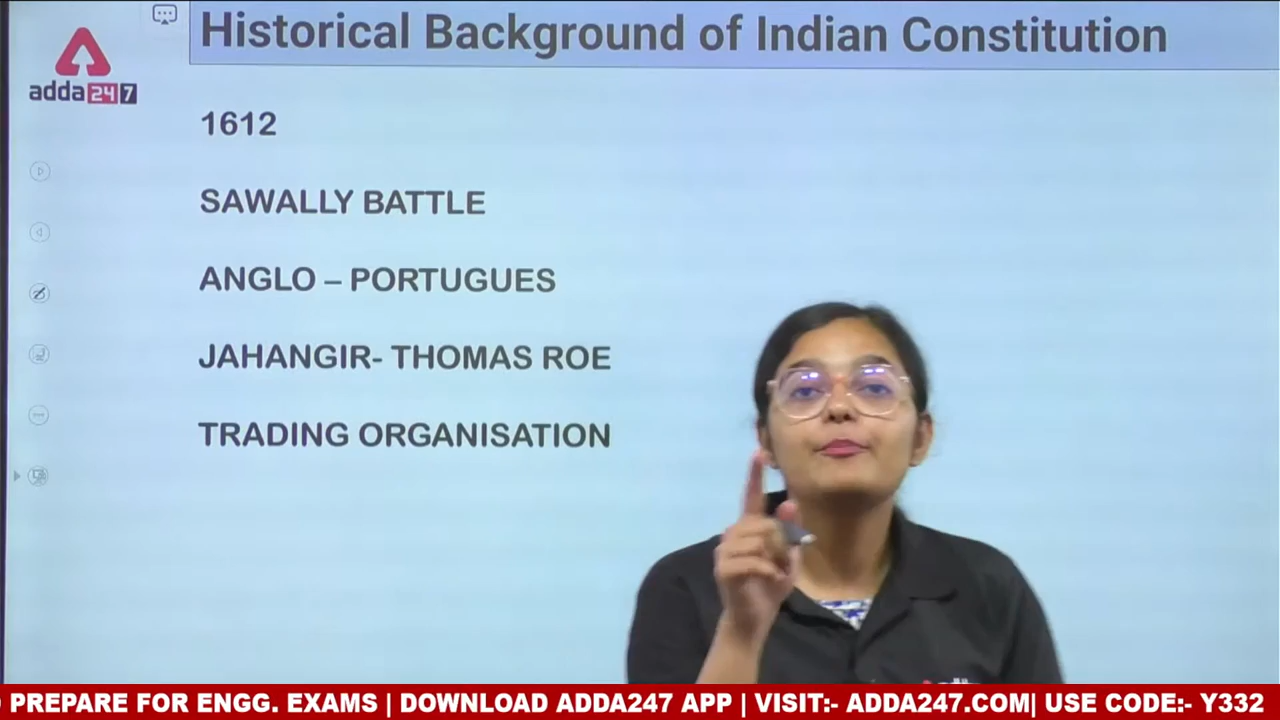 Historical Background of Indian Constitution
adda247
1612
SAWALLY BATTLE
ANGLO – PORTUGUES
JAHANGIR- THOMAS ROE
TRADING ORGANISATION
PREPARE FOR ENGG. EXAMS | DOWNLOAD ADDA247 APP | VISIT:- ADDA247.COM| USE CODE:- Y332